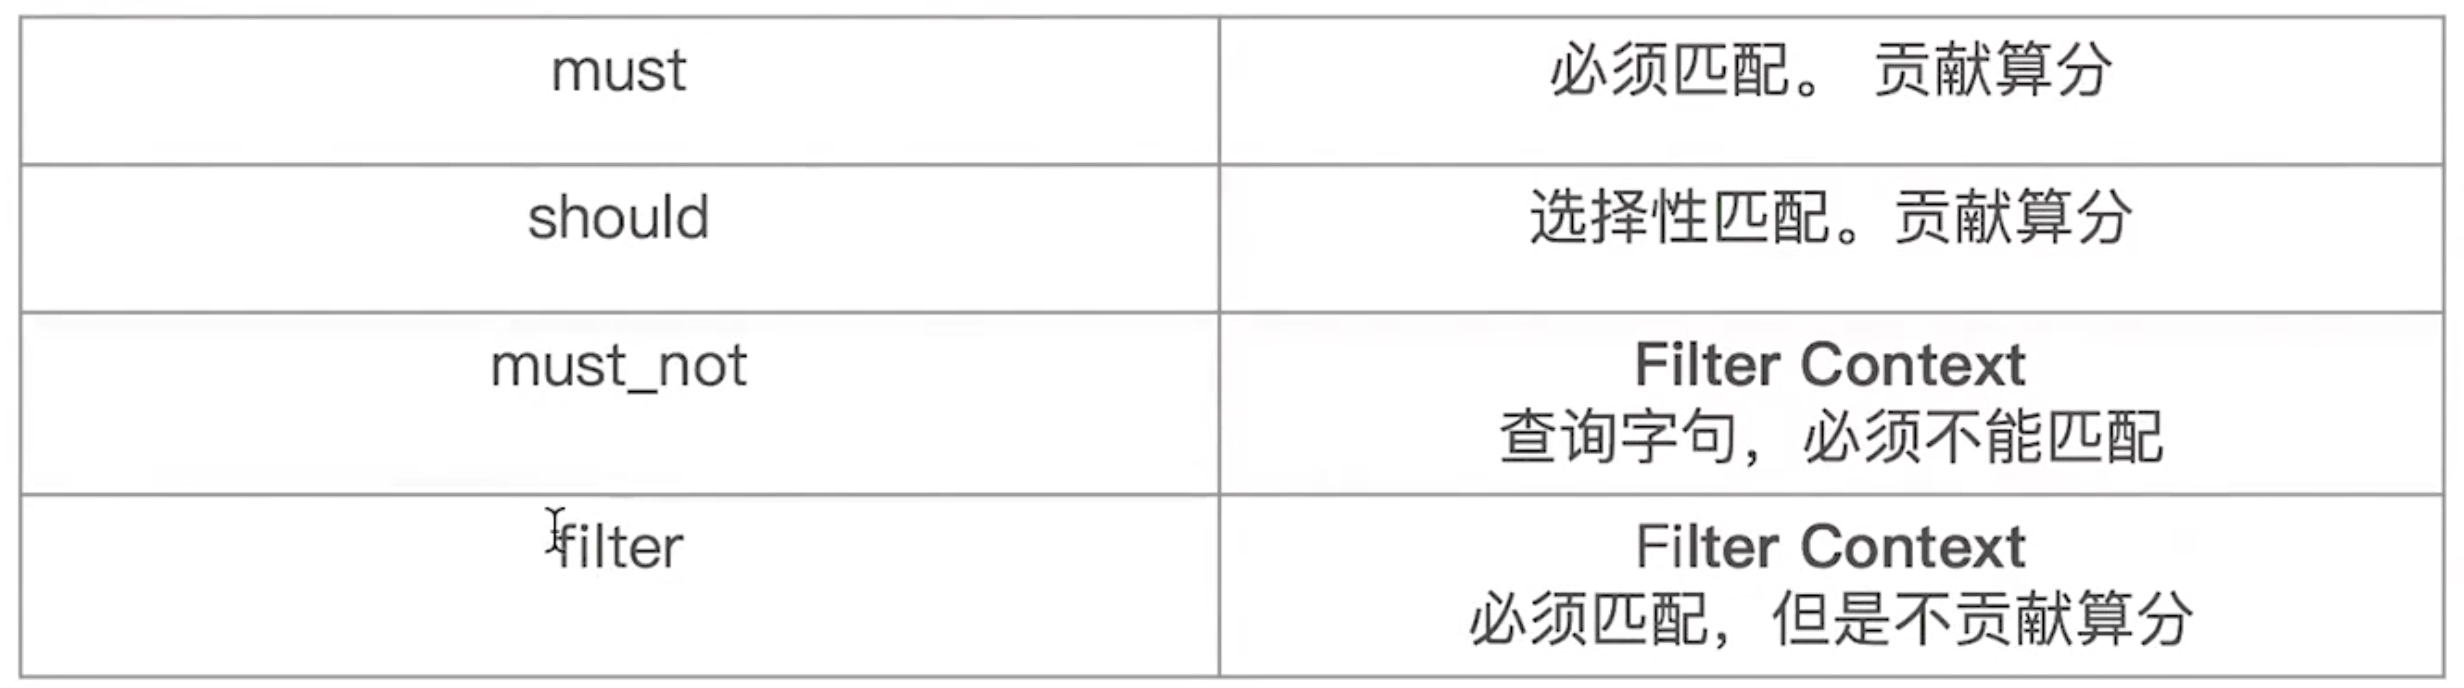 must
必须匹配。 贡献算分
should
选择性匹配。贡献算分
must_not
Filter Context
查询字句，必须不能匹配
filter
Filter Context
必须匹配，但是不贡献算分